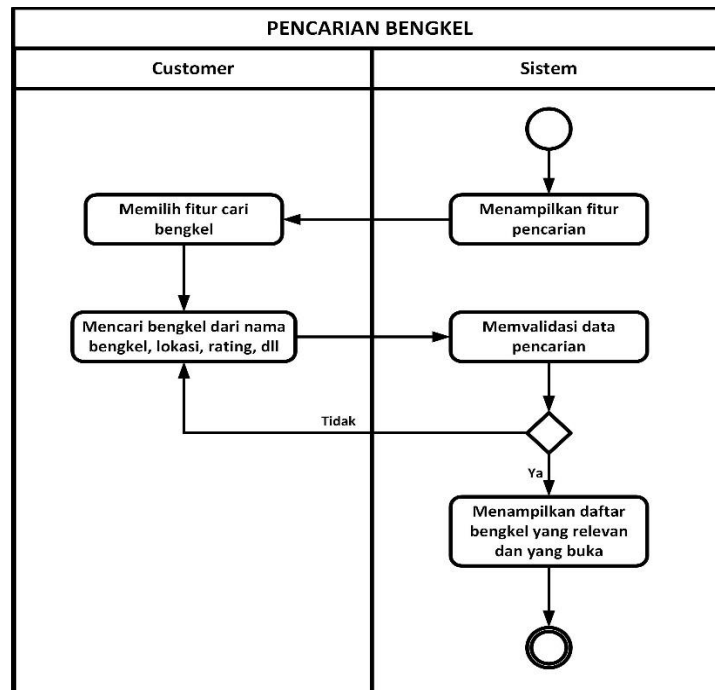 PENCARIAN BENGKEL
Customer
Sistem
Memilih fitur cari
bengkel
Menampilkan fitur
pencarian
Mencari bengkel dari nama
bengkel, lokasi, rating, dll
Memvalidasi data
pencarian
Tidak
Ya
Menampilkan daftar
bengkel yang relevan
dan yang buka